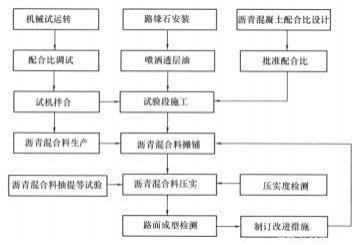 机械试运转
路缘石安装
沥青混凝土配合比设计
配合比调试
喷洒透层油
批准配合比
试机拌合
试验段施工
沥青混合料生产
沥青混合料摊铺
沥青混合料抽提等试验
沥青混合料压实
压实度检测
路面成型检测
制订改进措施